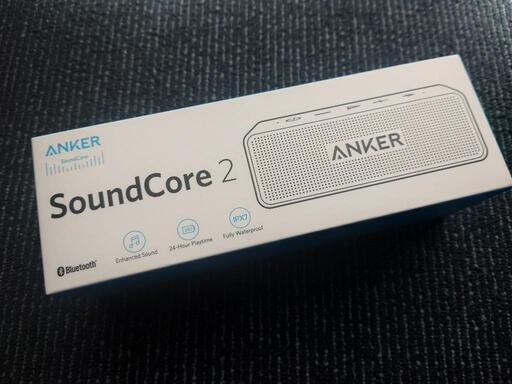 ANKER
SoundCore
SoundCore 2
ANKER
Bluetooth®
Enhanced Sound
24-Hour Playtime
IPX7
Fully Waterproof